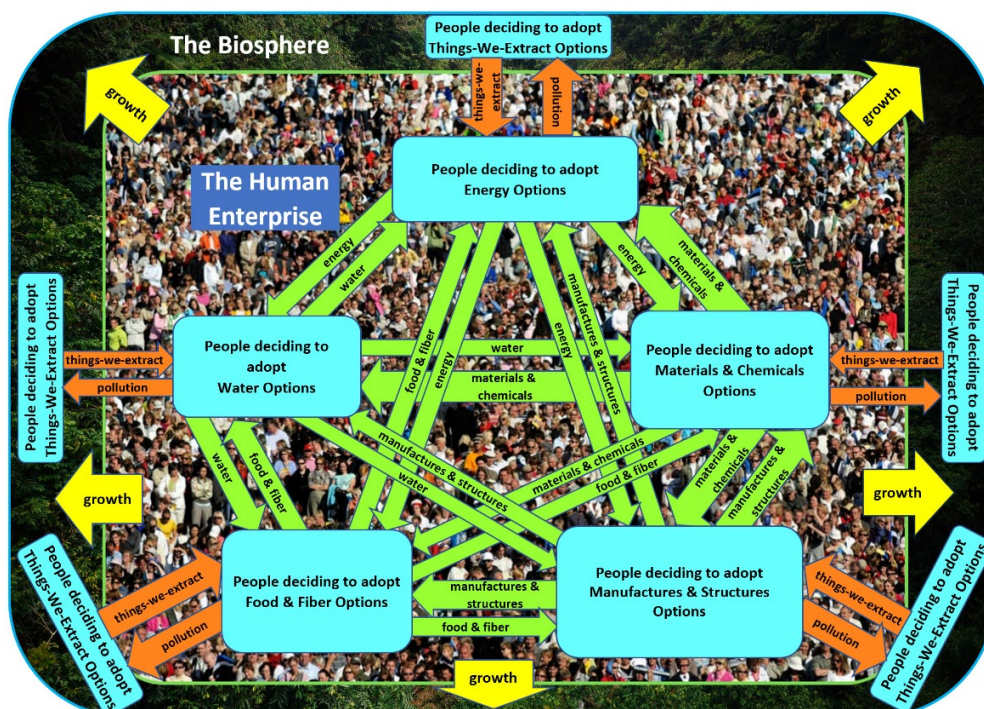 The Biosphere
People deciding to adopt
Things-We-Extract Options
growth
growth
things-we-
extract
pollution
The Human
Enterprise
People deciding to adopt
Energy Options
energy
water
energy
materials &
chemicals
food & fiber
energy
manufactures & structures
energy
People deciding to adopt
Things-We-Extract Options
things-we-extract
pollution
People deciding to
adopt
Water Options
water
materials &
chemicals
People deciding to adopt
Materials & Chemicals
Options
things-we-extract
pollution
People deciding to adopt
Things-We-Extract Options
growth
water
food & fiber
manufactures & structures
water
materials & chemicals
food & fiber
materials &
chemicals
manufactures &
structures
growth
People deciding to adopt
Things-We-Extract Options
things-we-extract
pollution
People deciding to adopt
Food & Fiber Options
manufactures &
structures
food & fiber
People deciding to adopt
Manufactures & Structures
Options
things-we-extract
pollution
People deciding to adopt
Things-We-Extract Options
growth